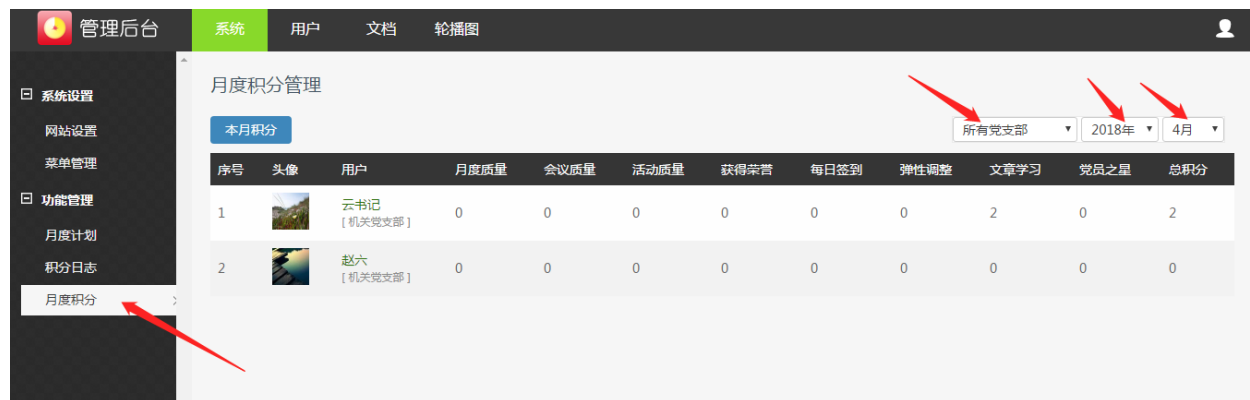 管理后台 系统 用户 文档 轮播图
系统设置
网站设置
菜单管理
功能管理
月度计划
积分日志
月度积分
月度积分管理
本月积分 所有党支部 2018年 4月
序号 头像 用户 月度质量 会议质量 活动质量 获得荣誉 每日签到 弹性调整 文章学习 党员之星 总积分
1 云书记 0 0 0 0 0 0 2 0 2
[ 机关党支部 ]
2 赵六 0 0 0 0 0 0 0 0 0
[ 机关党支部 ]